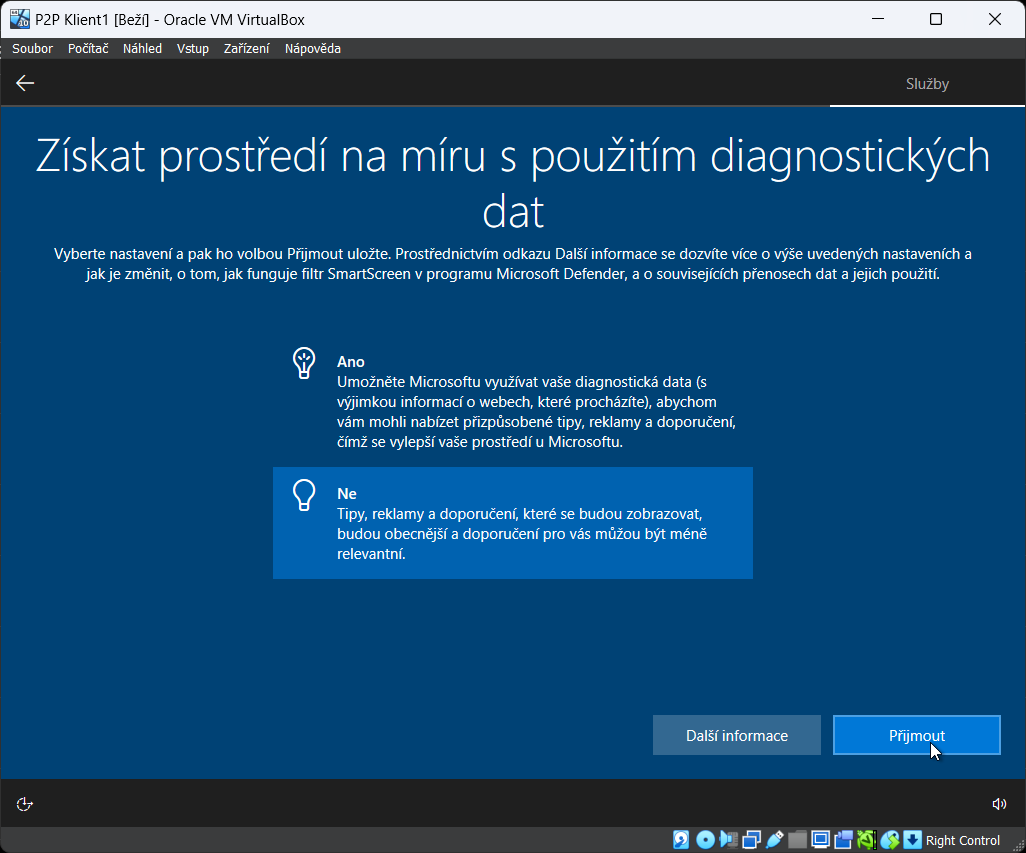 P2P Klient1 [Beží] - Oracle VM VirtualBox
Soubor Počítač Náhled Vstup Zařízení Nápověda
Služby
Získat prostředí na míru s použitím diagnostických
dat
Vyberte nastavení a pak ho volbou Přijmout uložte. Prostřednictvím odkazu Další informace se dozvíte více o výše uvedených nastaveních a
jak je změnit, o tom, jak funguje filtr SmartScreen v programu Microsoft Defender, a o souvisejících přenosech dat a jejich použití.
Ano
Umožněte Microsoftu využívat vaše diagnostická data (s
výjimkou informací o webech, které procházíte), abychom
vám mohli nabízet přizpůsobené tipy, reklamy a doporučení,
čímž se vylepší vaše prostředí u Microsoftu.
Ne
Tipy, reklamy a doporučení, které se budou zobrazovat,
budou obecnější a doporučení pro vás můžou být méně
relevantní.
Další informace
Přijmout
Right Control